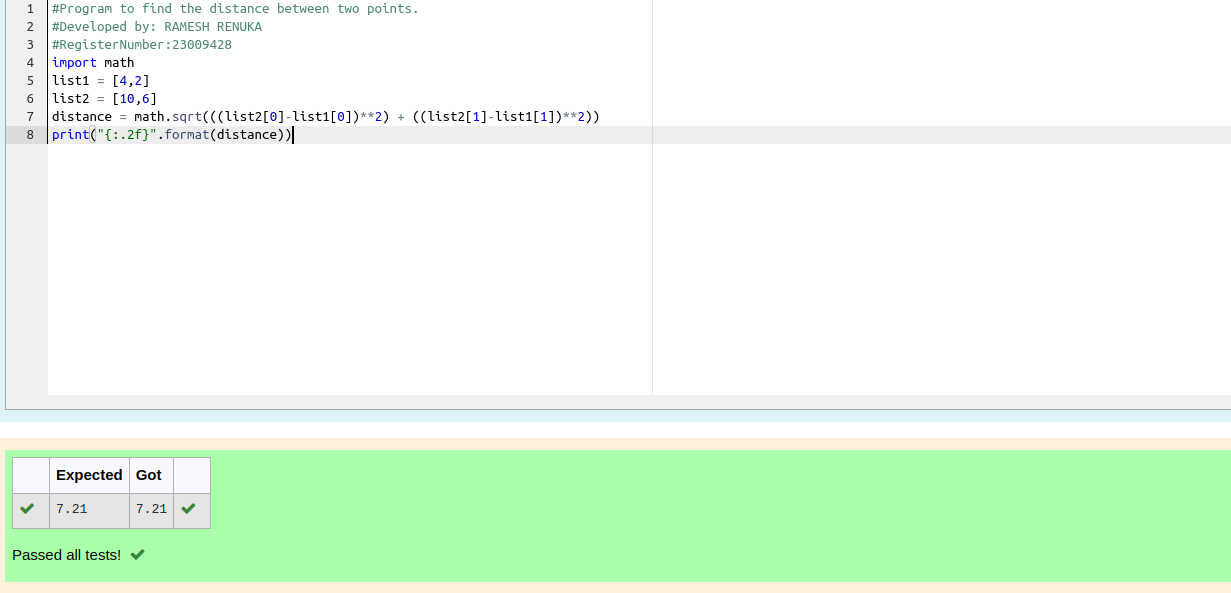 1 #Program to find the distance between two points.
2 #Developed by: RAMESH RENUKA
3 #RegisterNumber:23009428
4 import math
5 list1 = [4,2]
6 list2 = [10,6]
7 distance = math.sqrt(((list2[0]-list1[0])**2) + ((list2[1]-list1[1])**2))
8 print("{:.2f}".format(distance))
Expected Got
7.21 7.21
Passed all tests!